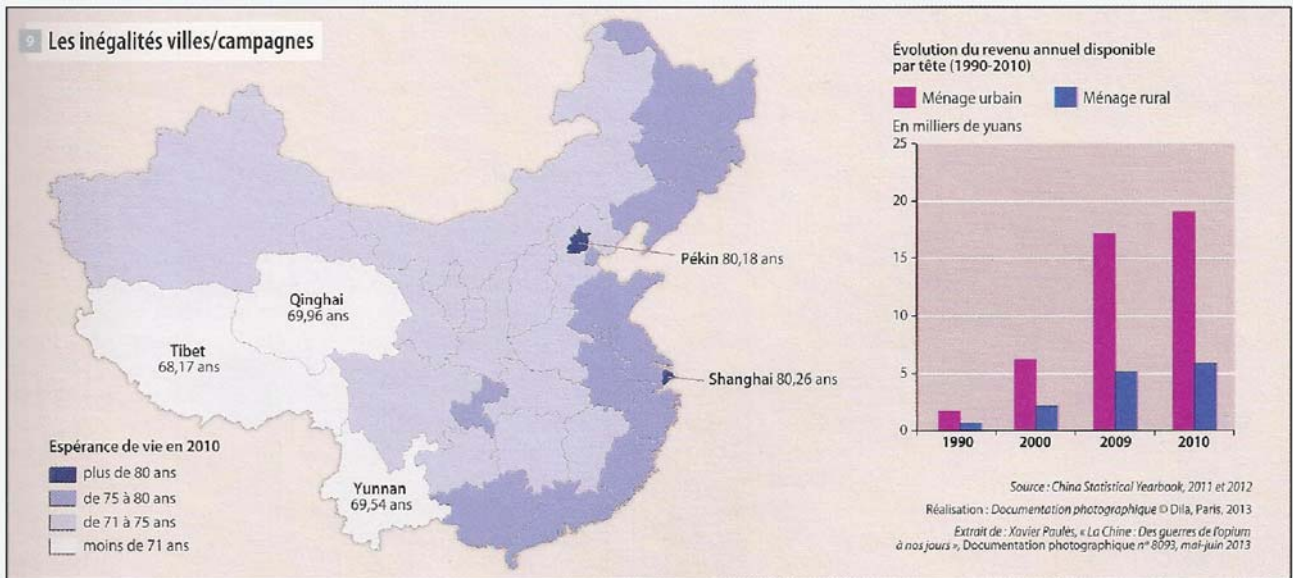 9 Les inégalités villes/campagnes
Pékin 80,18 ans
Qinghai
69,96 ans
Tibet
68,17 ans
Shanghai 80,26 ans
Yunnan
69,54 ans
Espérance de vie en 2010
plus de 80 ans
de 75 à 80 ans
de 71 à 75 ans
moins de 71 ans
Évolution du revenu annuel disponible
par tête (1990-2010)
Ménage urbain
Ménage rural
En milliers de yuans
25
20
15
10
5
0
1990
2000
2009
2010
Source : China Statistical Yearbook, 2011 et 2012
Réalisation : Documentation photographique © Dila, Paris, 2013
Extrait de : Xavier Paulès, « La Chine : Des guerres de l'opium
à nos jours », Documentation photographique n° 8093, mai-juin 2013